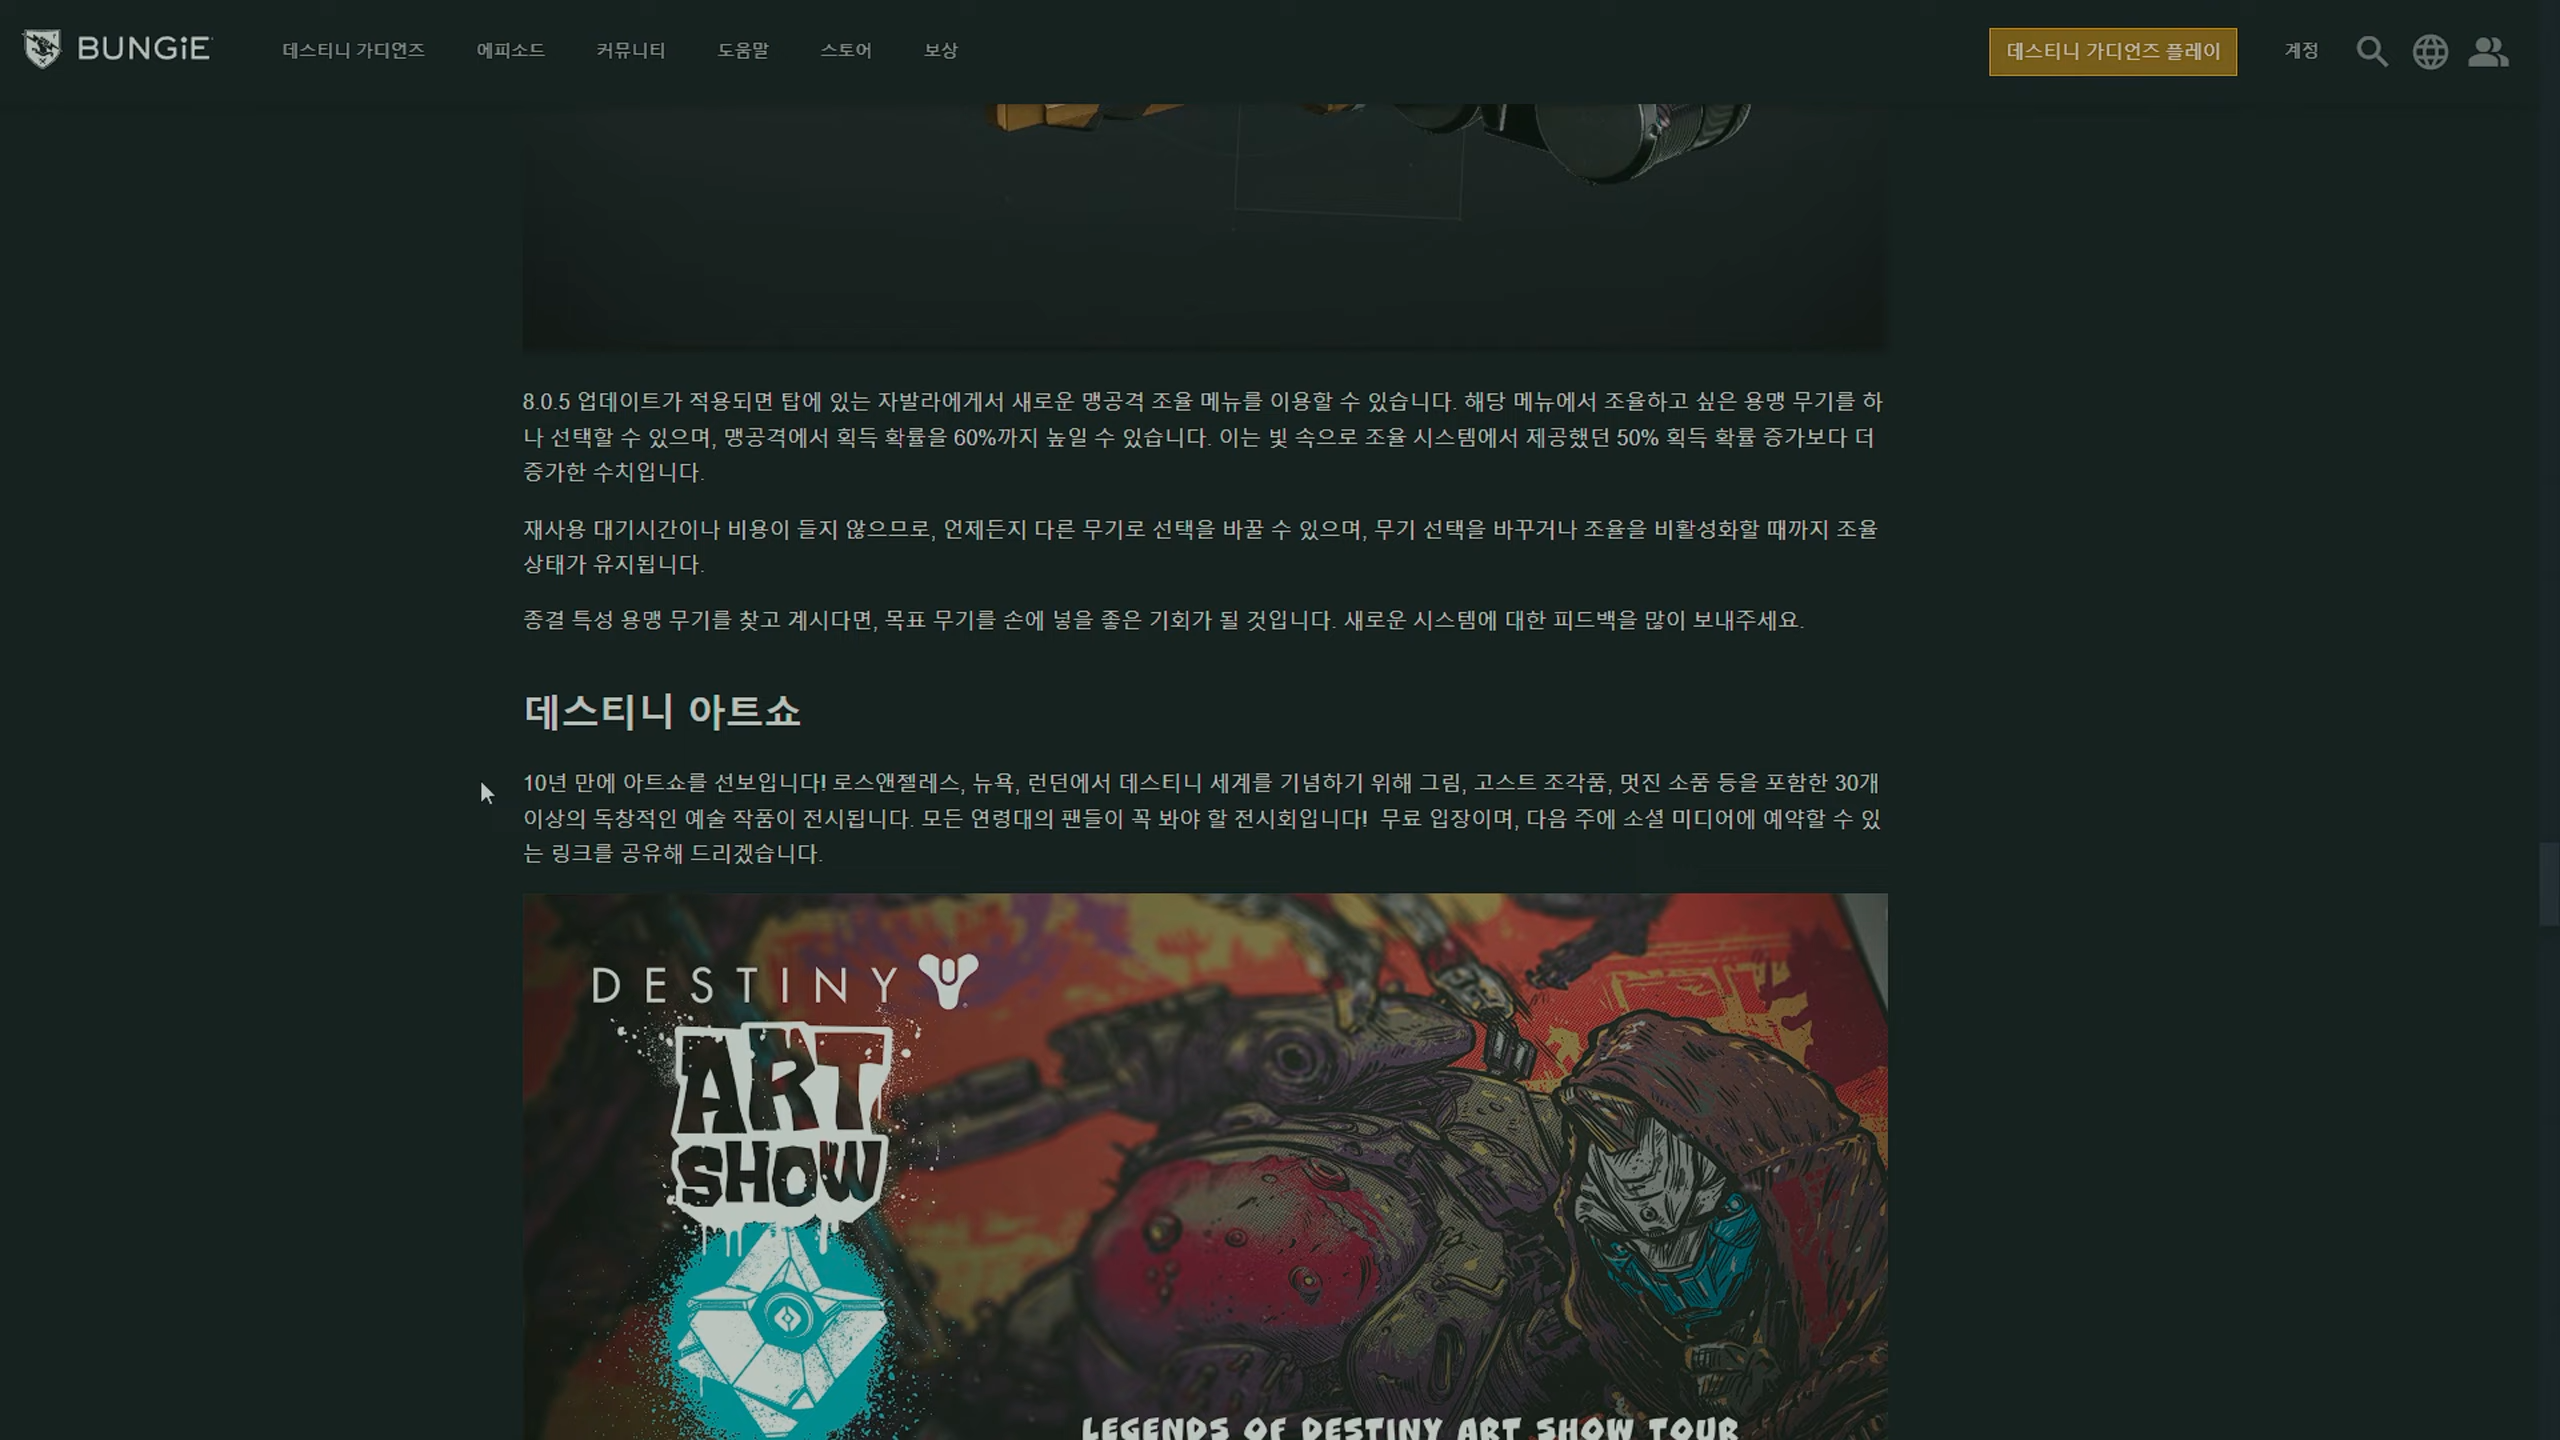 BUNGiE
데스티니 가디언즈
에피소드
커뮤니티
도움말
스토어
보상
데스티니 가디언즈 플레이
계정
8.0.5 업데이트가 적용되면 탑에 있는 자발라에게서 새로운 맹공격 조율 메뉴를 이용할 수 있습니다. 해당 메뉴에서 조율하고 싶은 용맹 무기를 하
나 선택할 수 있으며, 맹공격에서 획득 확률을 60%까지 높일 수 있습니다. 이는 빛 속으로 조율 시스템에서 제공했던 50% 획득 확률 증가보다 더
증가한 수치입니다.
재사용 대기시간이나 비용이 들지 않으므로, 언제든지 다른 무기로 선택을 바꿀 수 있으며, 무기 선택을 바꾸거나 조율을 비활성화할 때까지 조율
상태가 유지됩니다.
종결 특성 용맹 무기를 찾고 계시다면, 목표 무기를 손에 넣을 좋은 기회가 될 것입니다. 새로운 시스템에 대한 피드백을 많이 보내주세요.
데스티니 아트쇼
10년 만에 아트쇼를 선보입니다! 로스앤젤레스, 뉴욕, 런던에서 데스티니 세계를 기념하기 위해 그림, 고스트 조각품, 멋진 소품 등을 포함한 30개
이상의 독창적인 예술 작품이 전시됩니다. 모든 연령대의 팬들이 꼭 봐야 할 전시회입니다! 무료 입장이며, 다음 주에 소셜 미디어에 예약할 수 있
는 링크를 공유해 드리겠습니다.
DESTINY
ART
SHOW
LEGENDS OF DESTINY ART SHOW TOUR